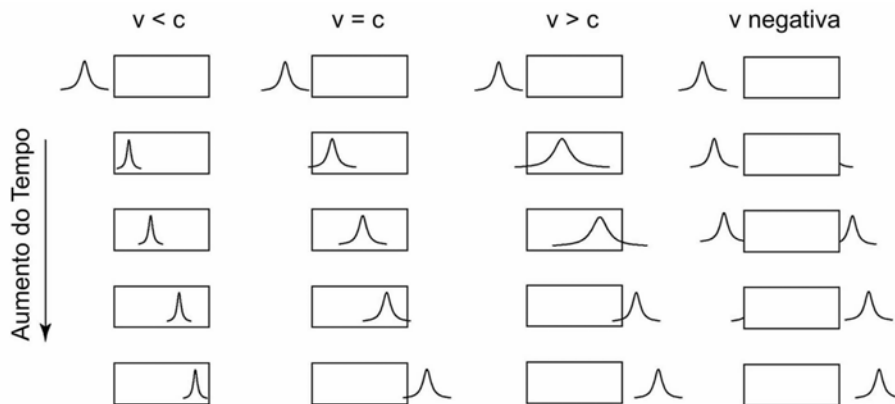 v < c
v = c
v > c
v negativa
Aumento do Tempo